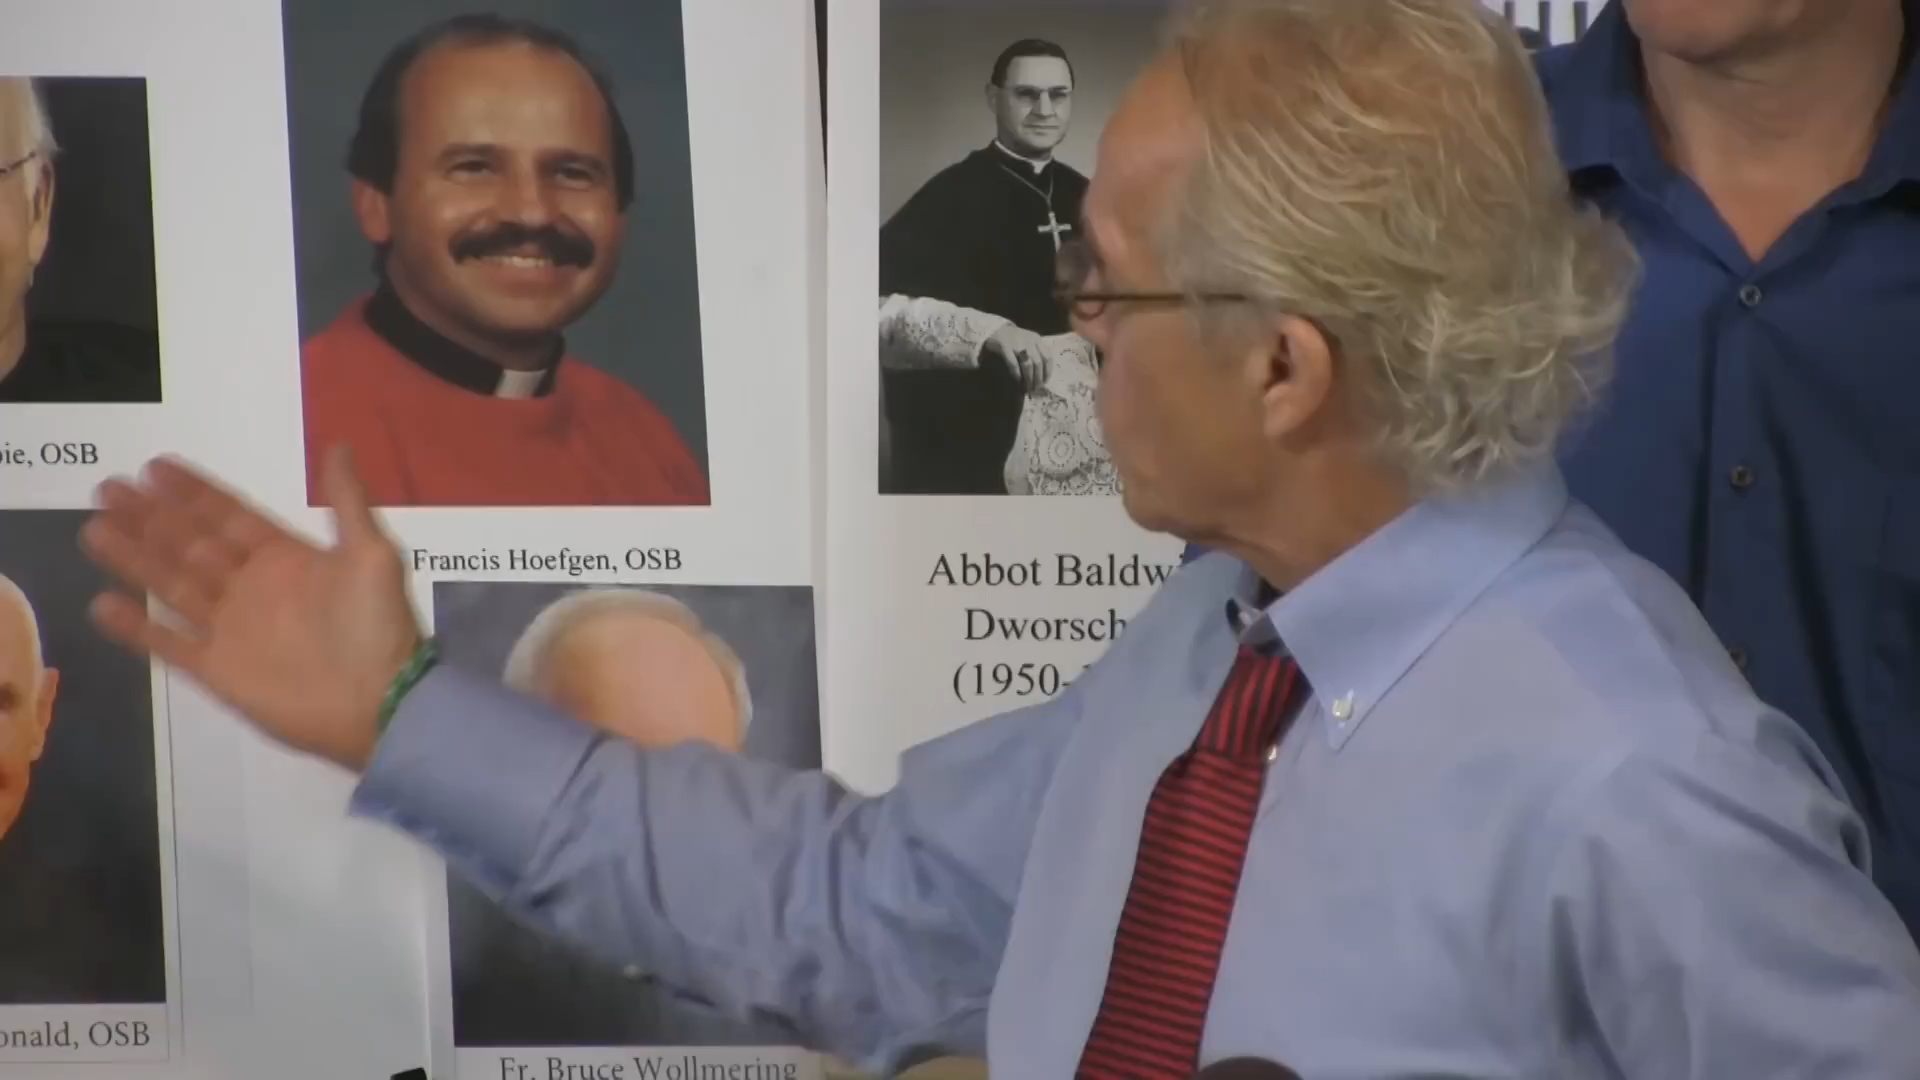 ie, OSB
Francis Hoefgen, OSB
Abbot Baldw
Dworsch
(1950-
onald, OSB
Fr. Bruce Wollmering